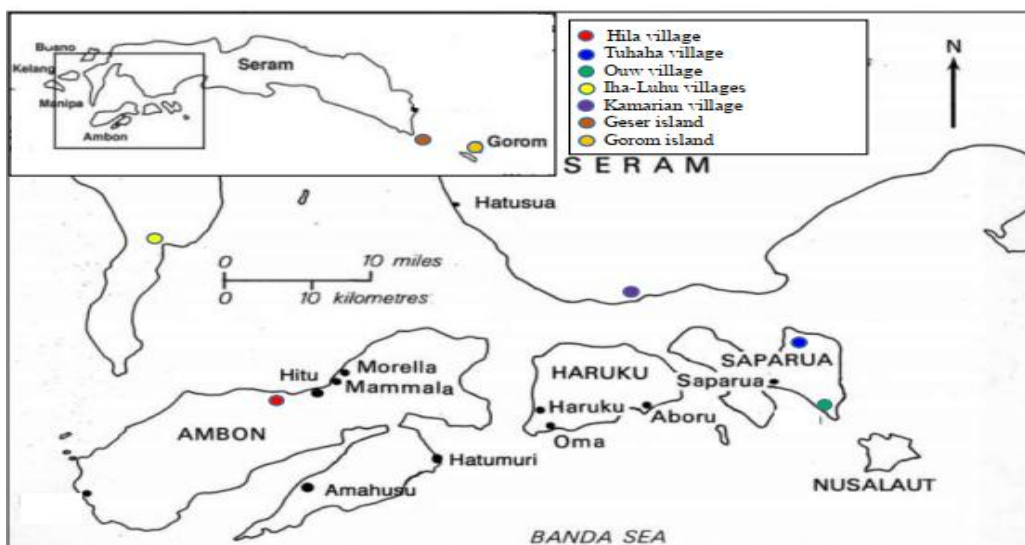 Buano
Kelang
Manipa
Ambon
Seram
Gorom
Hila village
Tuhaha village
Ouw village
Iha-Luhu villages
Kamarian village
Geser island
Gorom island
N
SERAM
Hatusua
0 10 miles
0 10 kilometres
Morella
Hitu
Mammala
AMBON
HARUKU
SAPARUA
Saparua
Haruku
Aboru
Oma
Hatumuri
Amahusu
NUSALAUT
BANDA SEA